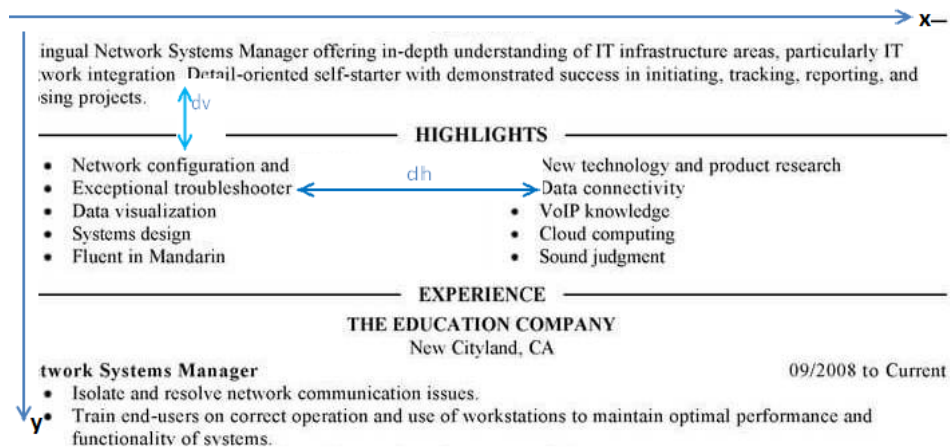 x
ingual Network Systems Manager offering in-depth understanding of IT infrastructure areas, particularly IT
work integration Detail-oriented self-starter with demonstrated success in initiating, tracking, reporting, and
sing projects.
dv
HIGHLIGHTS
• Network configuration and
• Exceptional troubleshooter
• Data visualization
• Systems design
• Fluent in Mandarin
dh
New technology and product research
Data connectivity
• VoIP knowledge
• Cloud computing
• Sound judgment
EXPERIENCE
THE EDUCATION COMPANY
New Cityland, CA
twork Systems Manager 09/2008 to Current
• Isolate and resolve network communication issues.
y
• Train end-users on correct operation and use of workstations to maintain optimal performance and
functionality of systems.